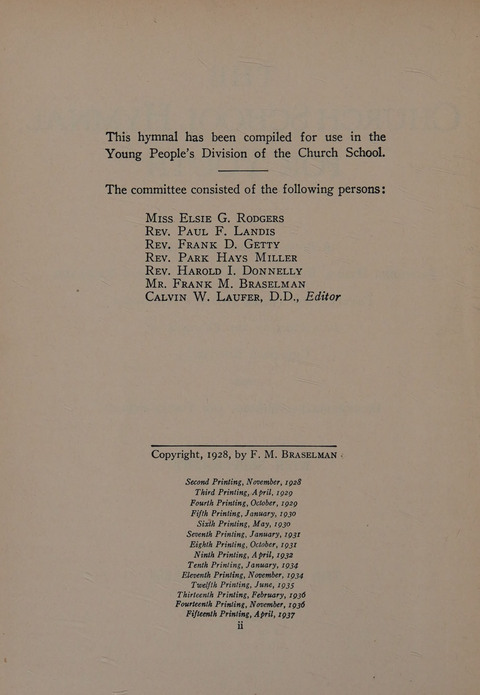 This hymnal has been compiled for use in the
Young People's Division of the Church School.
The committee consisted of the following persons:
Miss Elsie G. Rodgers
Rev. Paul F. Landis
Rev. Frank D. Getty
Rev. Park Hays Miller
Rev. Harold I. Donnelly
Mr. Frank M. Braselman
Calvin W. Laufer, D.D., Editor
Copyright, 1928, by F. M. Braselman
Second Printing, November, 1928
Third Printing, April, 1929
Fourth Printing, October, 1929
Fifth Printing, January, 1930
Sixth Printing, May, 1930
Seventh Printing, January, 1931
Eighth Printing, October, 1931
Ninth Printing, April, 1932
Tenth Printing, January, 1934
Eleventh Printing, November, 1934
Twelfth Printing, June, 1935
Thirteenth Printing, February, 1936
Fourteenth Printing, November, 1936
Fifteenth Printing, April, 1937
ii